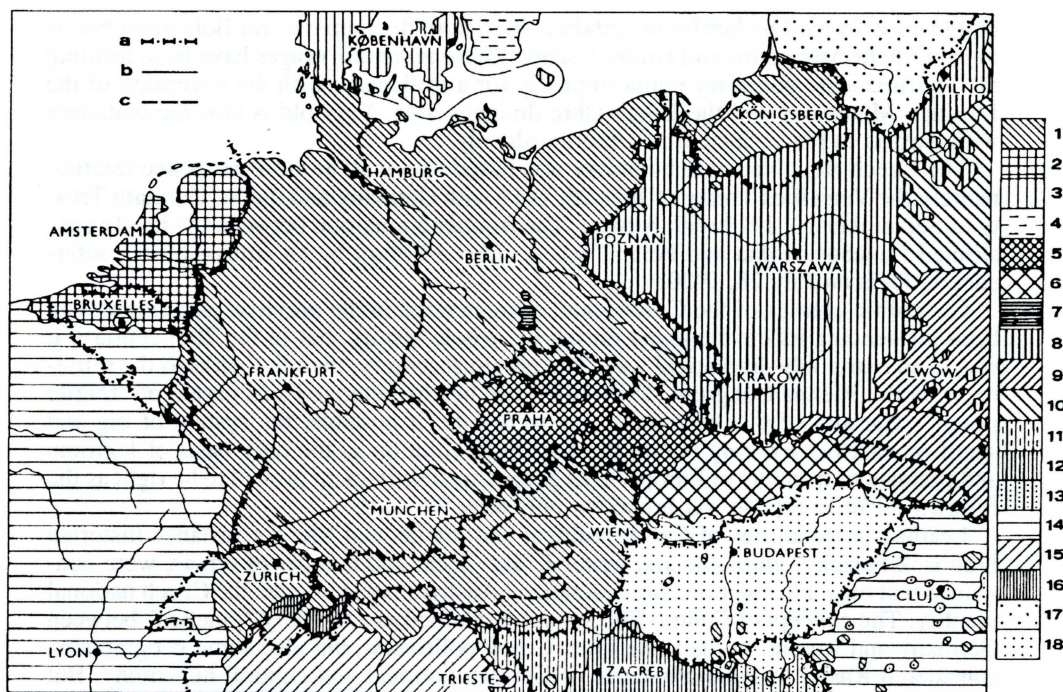 a
b
c
KØBENHAVN
WILNO
KÖNIGSBERG
HAMBURG
AMSTERDAM
BERLIN
POZNAŃ
WARSZAWA
BRUXELLES
FRANKFURT
KRAKÓW
LWÓW
PRAHA
MÜNCHEN
WIEN
BUDAPEST
ZÜRICH
CLUJ
LYON
TRIESTE
ZAGREB
1
2
3
4
5
6
7
8
9
10
11
12
13
14
15
16
17
18